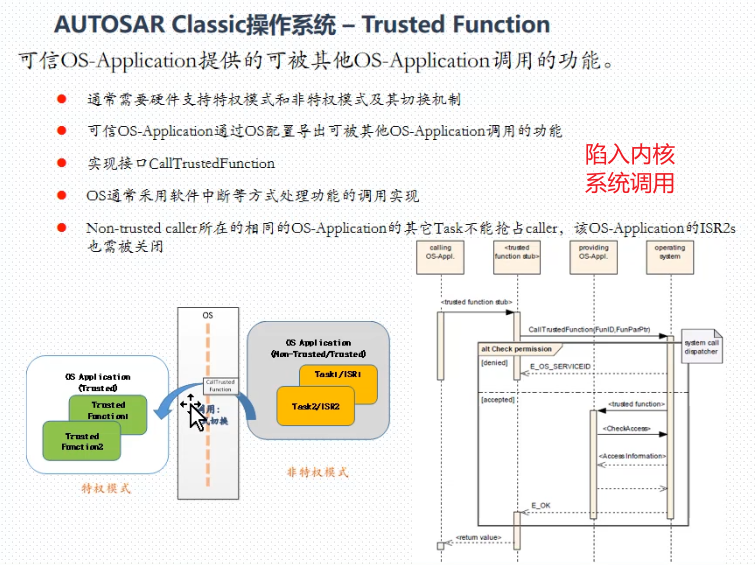 AUTOSAR Classic操作系统 – Trusted Function
可信OS-Application提供的可被其他OS-Application调用的功能。
通常需要硬件支持特权模式和非特权模式及其切换机制
可信OS-Application通过OS配置导出可被其他OS-Application调用的功能
实现接口CallTrustedFunction
OS通常采用软件中断等方式处理功能的调用实现
Non-trusted caller所在的相同的OS-Application的其它Task不能抢占caller，该OS-Application的ISR2s
也需被关闭
陷入内核
系统调用
OS
OS Application
(Trusted)
Trusted
Function1
Trusted
Function2
特权模式
CallTrusted
Function
用：
切换
OS Application
(Non-Trusted/Trusted)
Task1/ISR1
Task2/ISR2
非特权模式
calling
OS-Appl.
<trusted
function stub>
providing
OS-Appl.
operating
system
<trusted function stub>
CallTrustedFunction(FunID,FunParPtr)
system call
dispatcher
alt Check permission
[denied]
E_OS_SERVICEID
[accepted]
<trusted function>
<CheckAccess>
<AccessInformation>
E_OK
<return value>